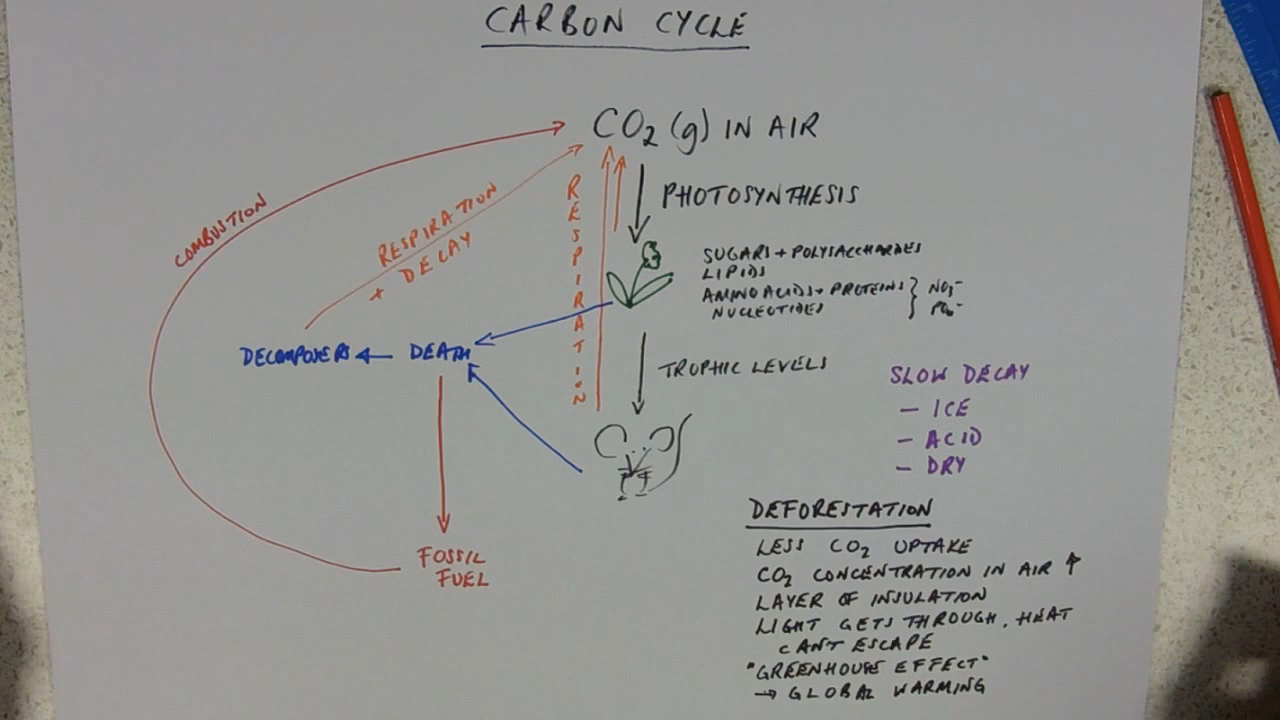 CARBON CYCLE
CO2 (g) IN AIR
PHOTOSYNTHESIS
COMBUSTION
RESPIRATION
+ DECAY
RESPIRATION
SUGARS + POLYSACCHARIDES
LIPIDS
AMINO ACIDS + PROTEINS } NO3-
NUCLEOTIDES PO4-
DECOMPOSERS ← DEATH
TROPHIC LEVELS
SLOW DECAY
- ICE
- ACID
- DRY
FOSSIL
FUEL
DEFORESTATION
LESS CO2 UPTAKE
CO2 CONCENTRATION IN AIR ↑
LAYER OF INSULATION
LIGHT GETS THROUGH, HEAT
CANT ESCAPE
"GREENHOUSE EFFECT"
→ GLOBAL WARMING